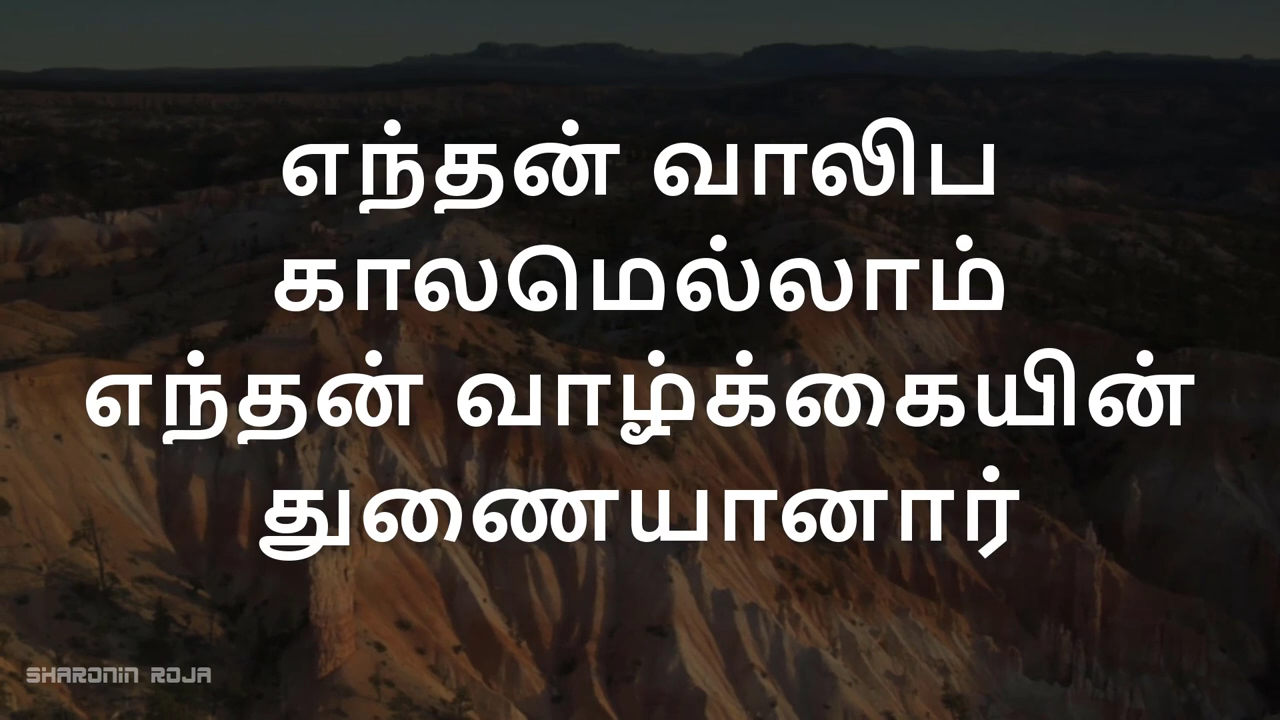 எந்தன் வாலிப
காலமெல்லாம்
எந்தன் வாழ்க்கையின்
துணையானார்
SHARONIN ROJA